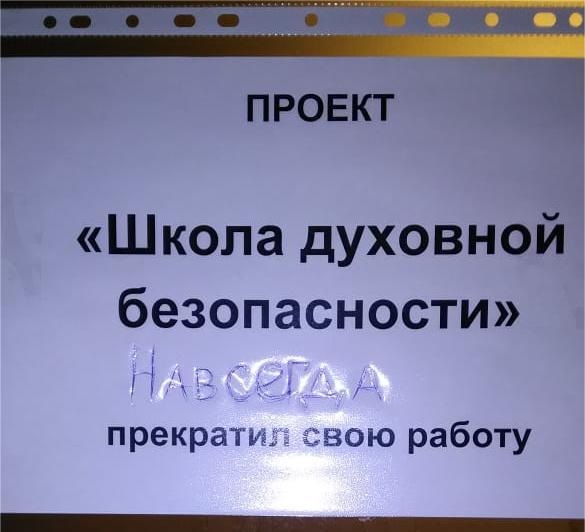 ПРОЕКТ
«Школа духовной
безопасности»
НАВСЕГДА
прекратил свою работу